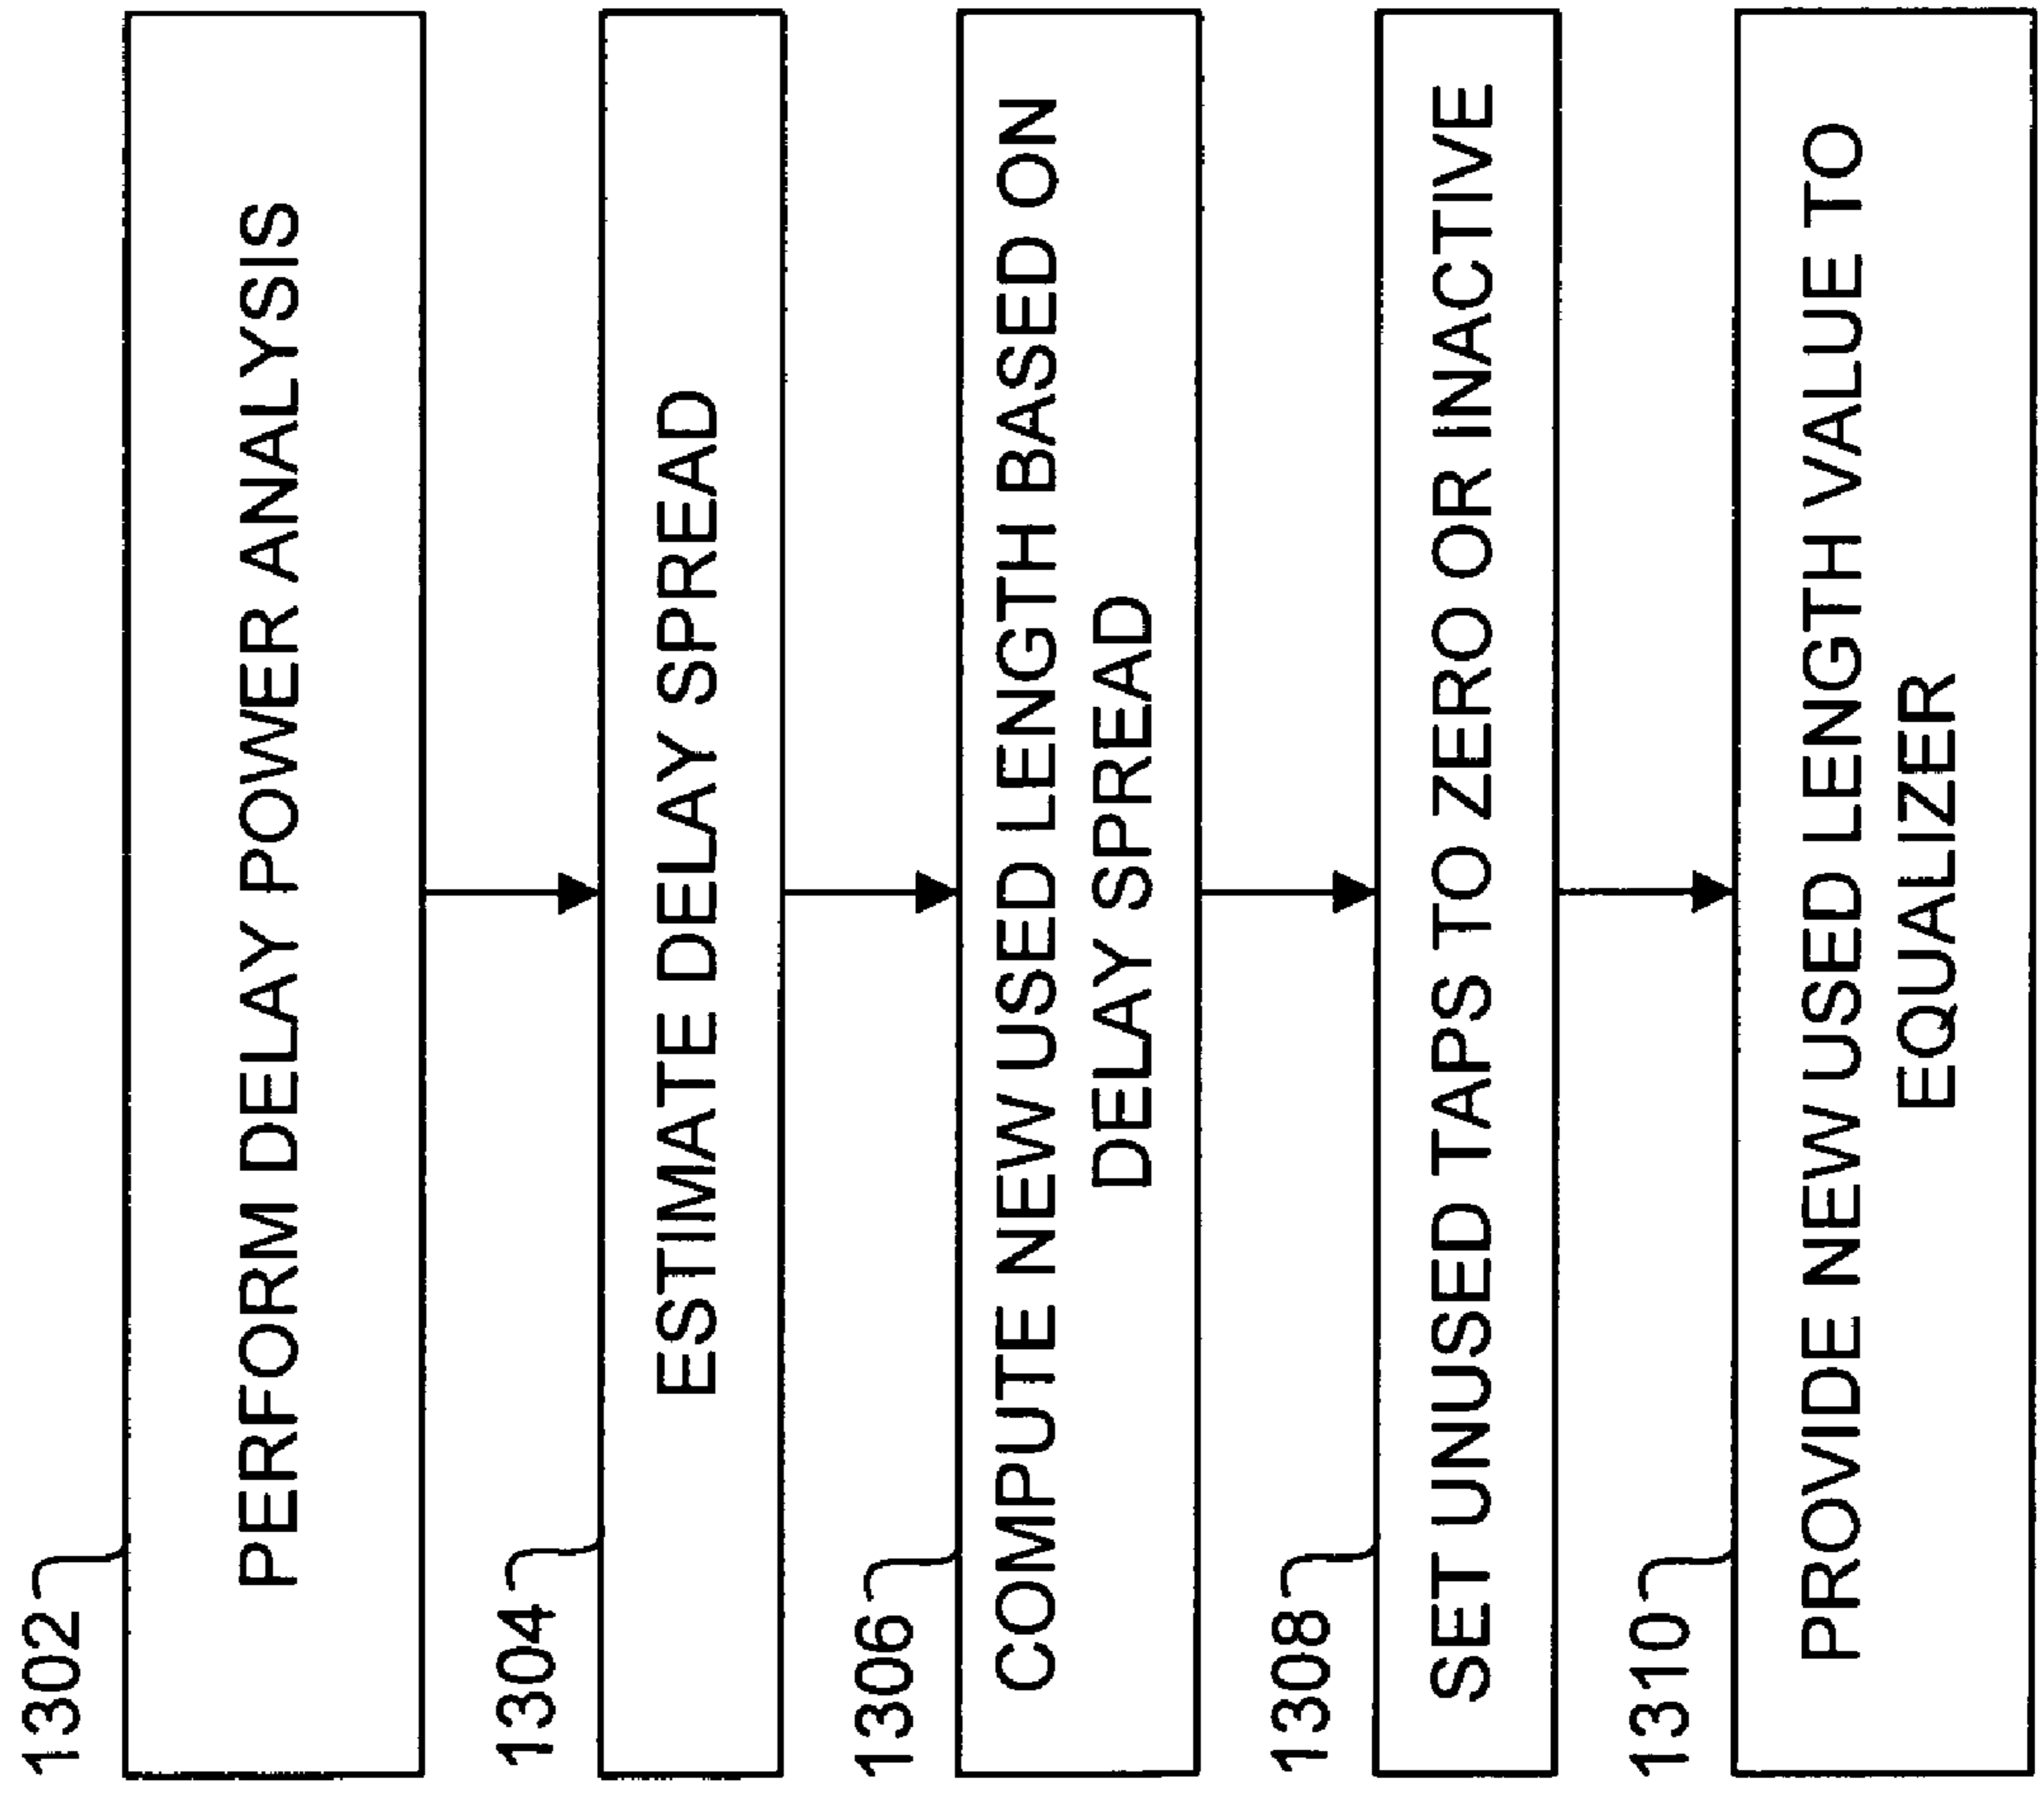 1302
PERFORM DELAY POWER ANALYSIS
1304
ESTIMATE DELAY SPREAD
1306
COMPUTE NEW USED LENGTH BASED ON
DELAY SPREAD
1308
SET UNUSED TAPS TO ZERO OR INACTIVE
1310
PROVIDE NEW USED LENGTH VALUE TO
EQUALIZER